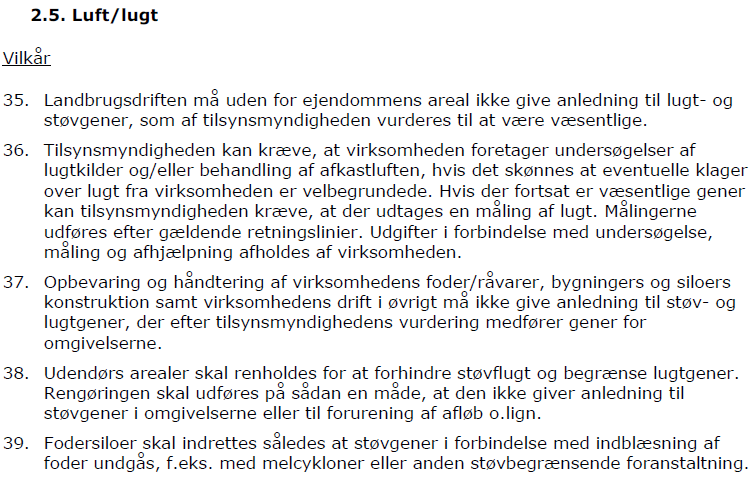 2.5. Luft/lugt
Vilkår
35. Landbrugsdriften må uden for ejendommens areal ikke give anledning til lugt- og
støvgener, som af tilsynsmyndigheden vurderes til at være væsentlige.
36. Tilsynsmyndigheden kan kræve, at virksomheden foretager undersøgelser af
lugtkilder og/eller behandling af afkastluften, hvis det skønnes at eventuelle klager
over lugt fra virksomheden er velbegrundede. Hvis der fortsat er væsentlige gener
kan tilsynsmyndigheden kræve, at der udtages en måling af lugt. Målingerne
udføres efter gældende retningslinier. Udgifter i forbindelse med undersøgelse,
måling og afhjælpning afholdes af virksomheden.
37. Opbevaring og håndtering af virksomhedens foder/råvarer, bygningers og siloers
konstruktion samt virksomhedens drift i øvrigt må ikke give anledning til støv- og
lugtgener, der efter tilsynsmyndighedens vurdering medfører gener for
omgivelserne.
38. Udendørs arealer skal renholdes for at forhindre støvflugt og begrænse lugtgener.
Rengøringen skal udføres på sådan en måde, at den ikke giver anledning til
støvgener i omgivelserne eller til forurening af afløb o.lign.
39. Fodersiloer skal indrettes således at støvgener i forbindelse med indblæsning af
foder undgås, f.eks. med melcykloner eller anden støvbegrænsende foranstaltning.